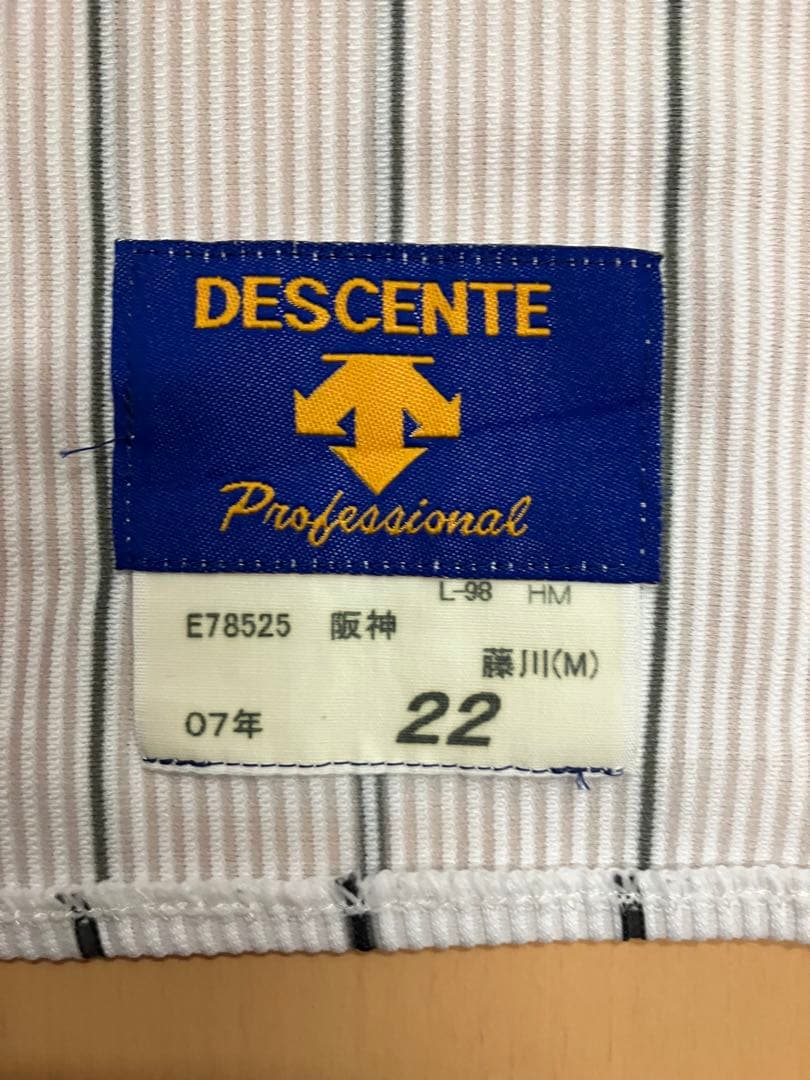 DESCENTE
Professional
L-98 HM
E78525 阪神
藤川(M)
07年 22